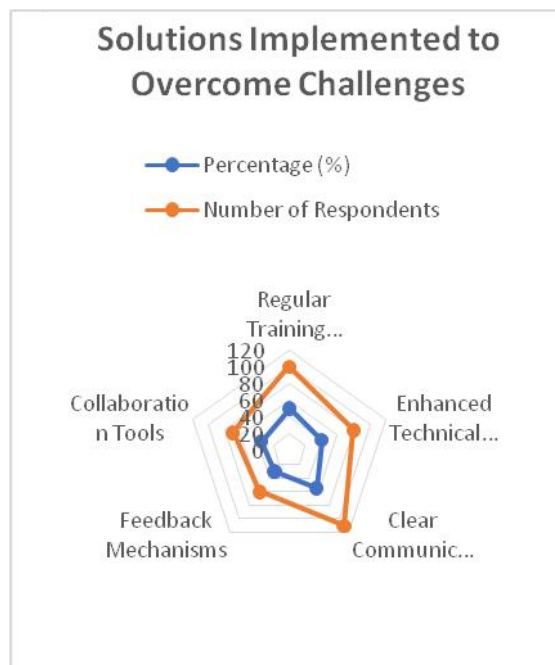 Solutions Implemented to
Overcome Challenges
Percentage (%)
Number of Respondents
Regular
Training...
120
100
80
60
40
20
0
Enhanced
Technical...
Clear
Communic...
Feedback
Mechanisms
Collaboratio
n Tools